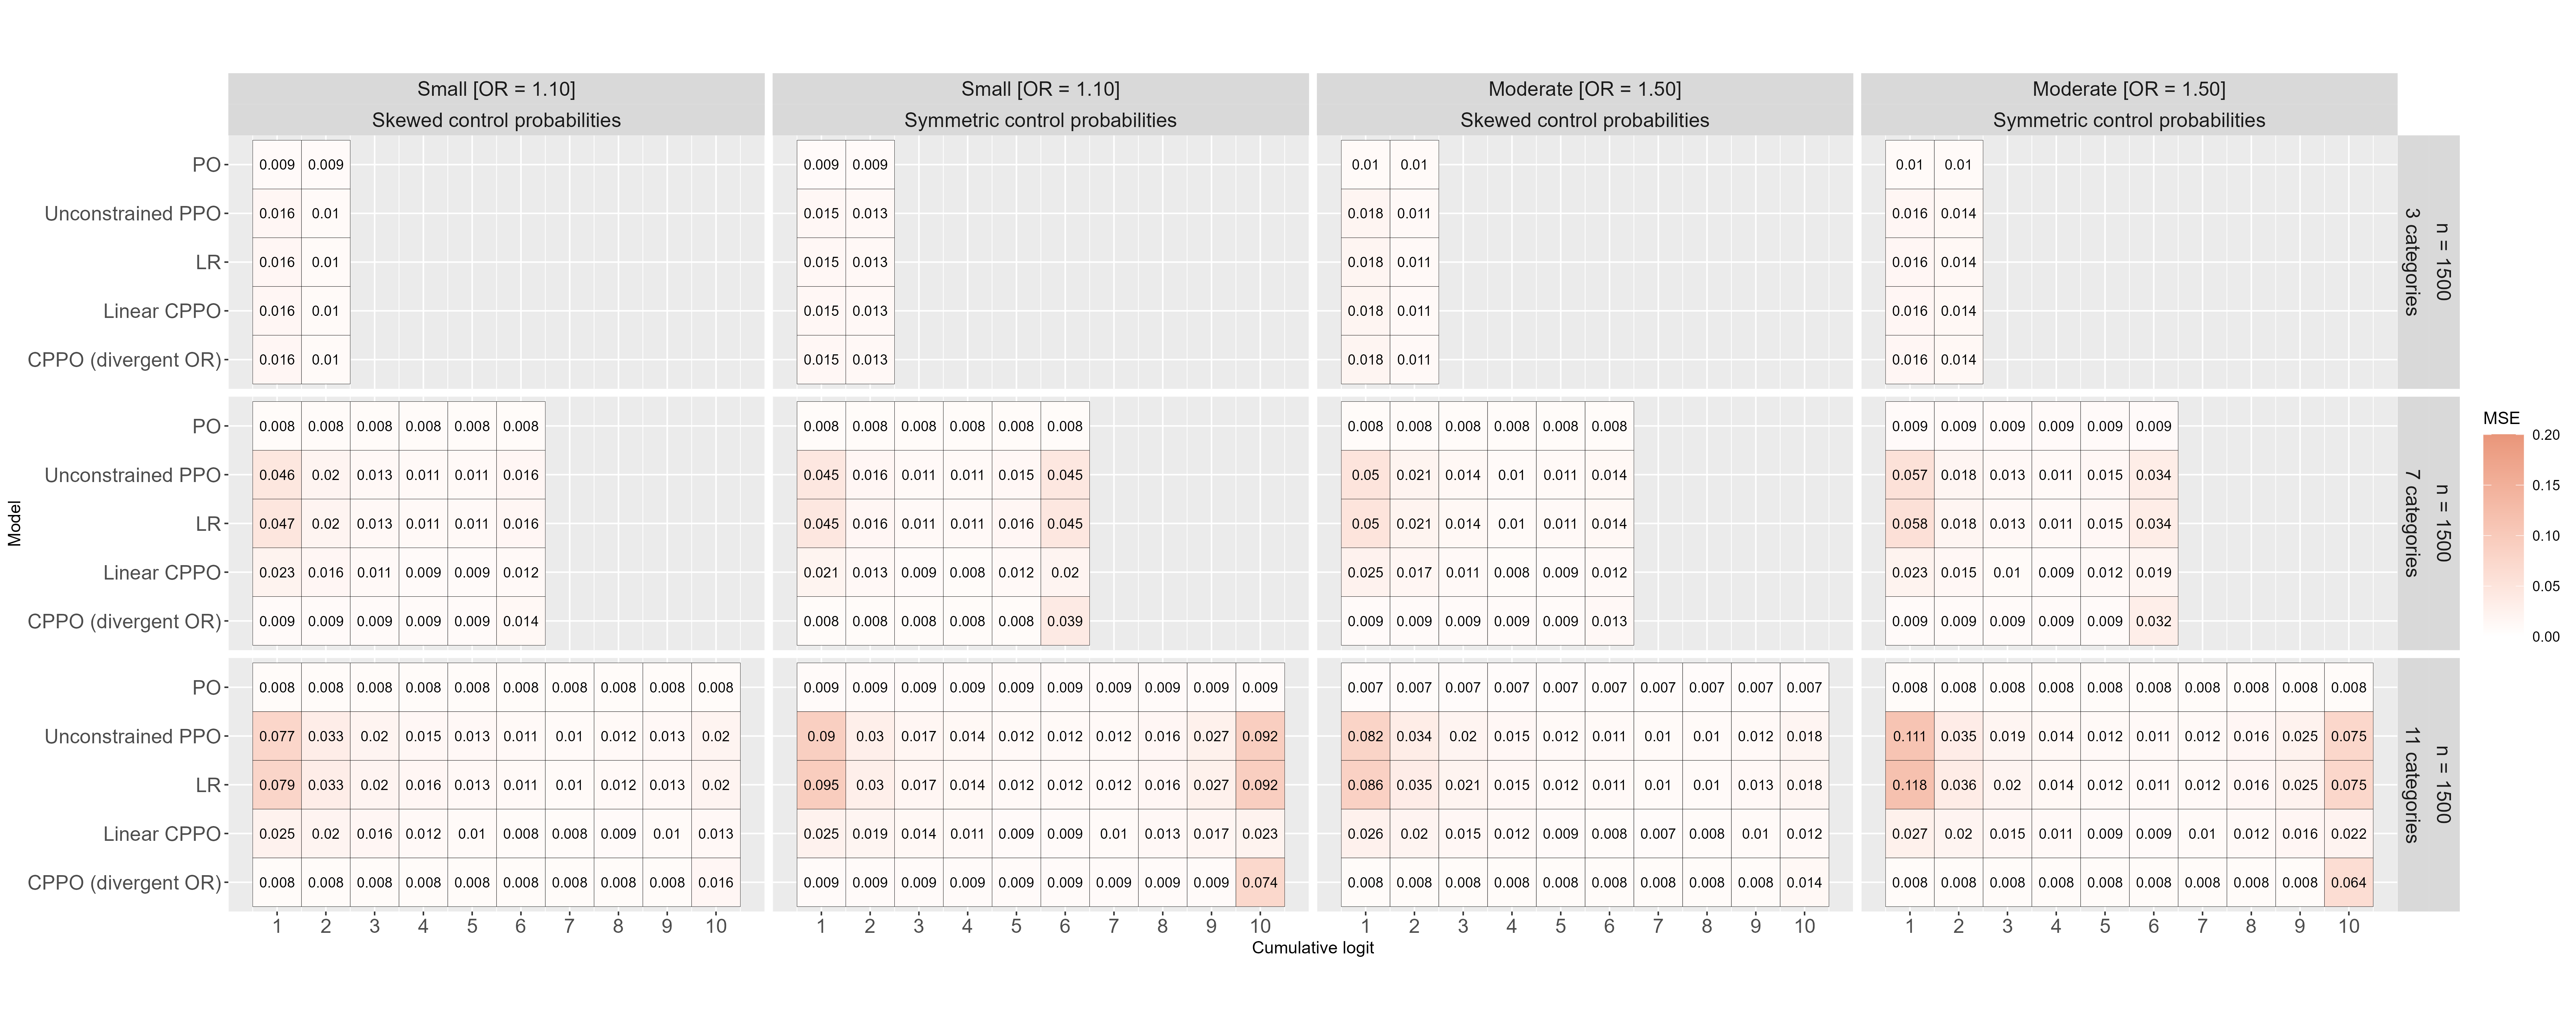 Small [OR = 1.10] Small [OR = 1.10] Moderate [OR = 1.50] Moderate [OR = 1.50]
Skewed control probabilities Symmetric control probabilities Skewed control probabilities Symmetric control probabilities
PO 0.009 0.009 0.009 0.009 0.01 0.01 0.01 0.01
Unconstrained PPO 0.016 0.01 0.015 0.013 0.018 0.011 0.016 0.014
LR 0.016 0.01 0.015 0.013 0.018 0.011 0.016 0.014
Linear CPPO 0.016 0.01 0.015 0.013 0.018 0.011 0.016 0.014
CPPO (divergent OR) 0.016 0.01 0.015 0.013 0.018 0.011 0.016 0.014
n = 1500
3 categories
PO 0.008 0.008 0.008 0.008 0.008 0.008 0.008 0.008 0.008 0.008 0.008 0.008 0.008 0.008 0.008 0.008 0.008 0.008 0.009 0.009 0.009 0.009 0.009 0.009
Unconstrained PPO 0.046 0.02 0.013 0.011 0.011 0.016 0.045 0.016 0.011 0.011 0.015 0.045 0.05 0.021 0.014 0.01 0.011 0.014 0.057 0.018 0.013 0.011 0.015 0.034
LR 0.047 0.02 0.013 0.011 0.011 0.016 0.045 0.016 0.011 0.011 0.016 0.045 0.05 0.021 0.014 0.01 0.011 0.014 0.058 0.018 0.013 0.011 0.015 0.034
Linear CPPO 0.023 0.016 0.011 0.009 0.009 0.012 0.021 0.013 0.009 0.008 0.012 0.02 0.025 0.017 0.011 0.008 0.009 0.012 0.023 0.015 0.01 0.009 0.012 0.019
CPPO (divergent OR) 0.009 0.009 0.009 0.009 0.009 0.014 0.008 0.008 0.008 0.008 0.008 0.039 0.009 0.009 0.009 0.009 0.009 0.013 0.009 0.009 0.009 0.009 0.009 0.032
n = 1500
7 categories
PO 0.008 0.008 0.008 0.008 0.008 0.008 0.008 0.008 0.008 0.008 0.009 0.009 0.009 0.009 0.009 0.009 0.009 0.009 0.009 0.009 0.007 0.007 0.007 0.007 0.007 0.007 0.007 0.007 0.007 0.007 0.008 0.008 0.008 0.008 0.008 0.008 0.008 0.008 0.008 0.008
Unconstrained PPO 0.077 0.033 0.02 0.015 0.013 0.011 0.01 0.012 0.013 0.02 0.09 0.03 0.017 0.014 0.012 0.012 0.012 0.016 0.027 0.092 0.082 0.034 0.02 0.015 0.012 0.011 0.01 0.01 0.012 0.018 0.111 0.035 0.019 0.014 0.012 0.011 0.012 0.016 0.025 0.075
LR 0.079 0.033 0.02 0.016 0.013 0.011 0.01 0.012 0.013 0.02 0.095 0.03 0.017 0.014 0.012 0.012 0.012 0.016 0.027 0.092 0.086 0.035 0.021 0.015 0.012 0.011 0.01 0.01 0.013 0.018 0.118 0.036 0.02 0.014 0.012 0.011 0.012 0.016 0.025 0.075
Linear CPPO 0.025 0.02 0.016 0.012 0.01 0.008 0.008 0.009 0.01 0.013 0.025 0.019 0.014 0.011 0.009 0.009 0.01 0.013 0.017 0.023 0.026 0.02 0.015 0.012 0.009 0.008 0.007 0.008 0.01 0.012 0.027 0.02 0.015 0.011 0.009 0.009 0.01 0.012 0.016 0.022
CPPO (divergent OR) 0.008 0.008 0.008 0.008 0.008 0.008 0.008 0.008 0.008 0.016 0.009 0.009 0.009 0.009 0.009 0.009 0.009 0.009 0.009 0.074 0.008 0.008 0.008 0.008 0.008 0.008 0.008 0.008 0.008 0.014 0.008 0.008 0.008 0.008 0.008 0.008 0.008 0.008 0.008 0.064
n = 1500
11 categories
1 2 3 4 5 6 7 8 9 10 1 2 3 4 5 6 7 8 9 10 1 2 3 4 5 6 7 8 9 10 1 2 3 4 5 6 7 8 9 10
Cumulative logit
Model
MSE
0.20
0.15
0.10
0.05
0.00